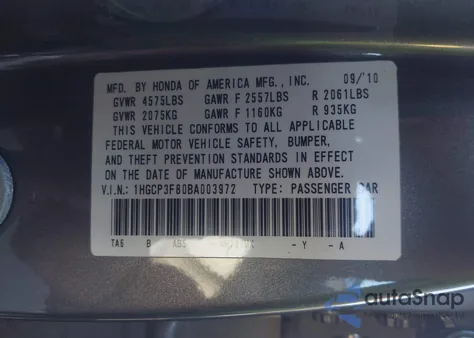 MFD. BY HONDA OF AMERICA MFG., INC. 09/'10
GVWR 4575LBS GAWR F 2557LBS R 2061LBS
GVWR 2075KG GAWR F 1160KG R 935KG
THIS VEHICLE CONFORMS TO ALL APPLICABLE
FEDERAL MOTOR VEHICLE SAFETY, BUMPER,
AND THEFT PREVENTION STANDARDS IN EFFECT
ON THE DATE OF MANUFACTURE SHOWN ABOVE.
V.I.N: 1HGCP3F80BA003972 TYPE: PASSENGER CAR
TA6 B -Y -A
autoSnap